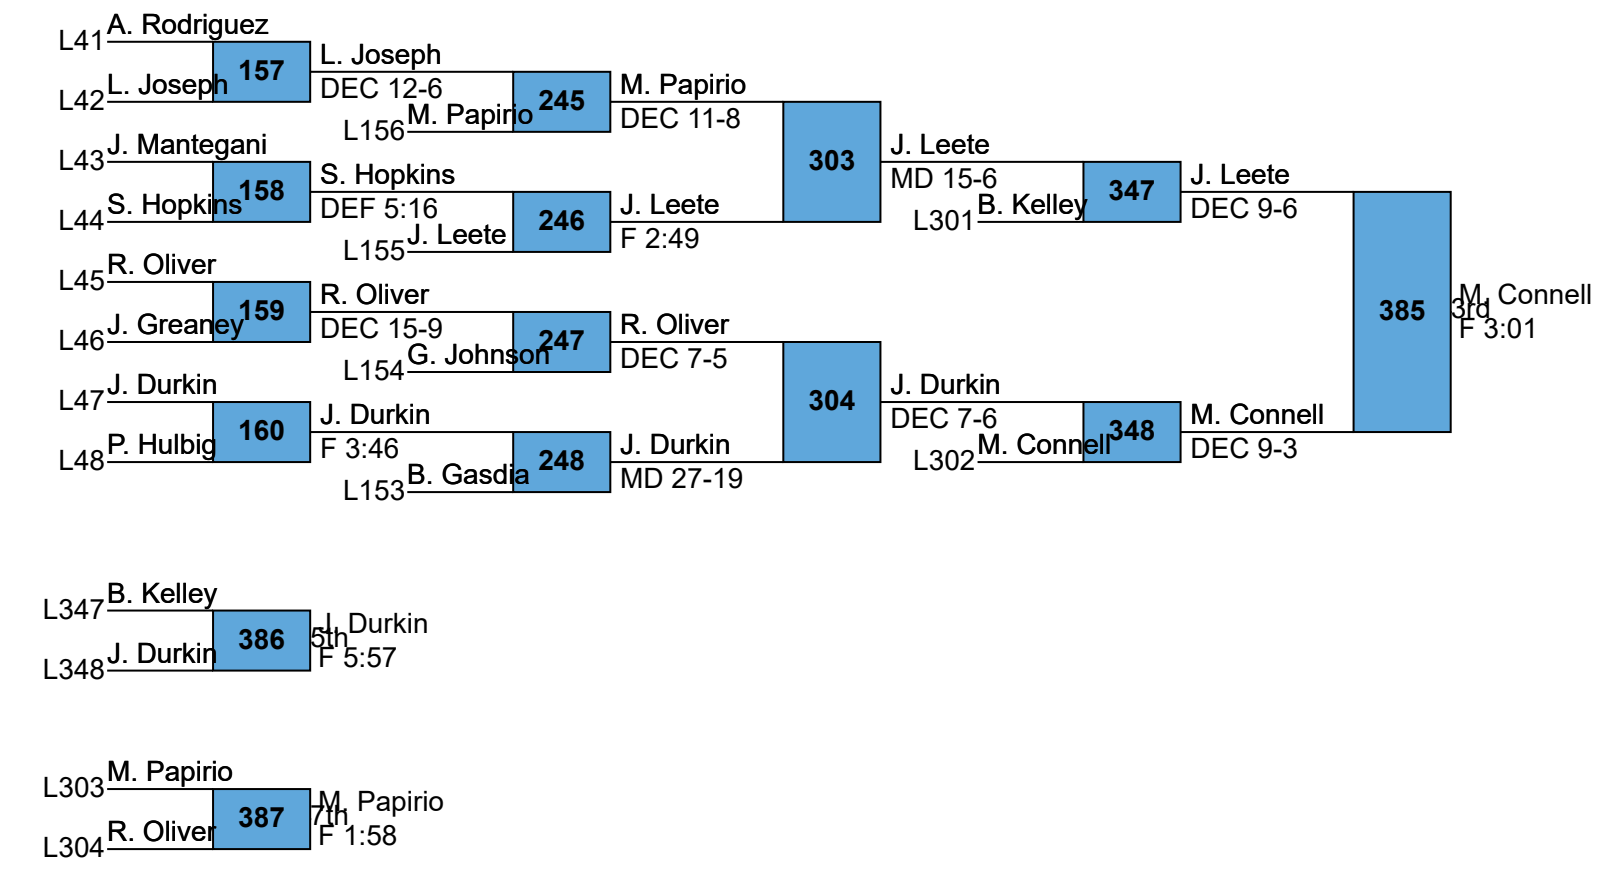 A. Rodriguez
L41
157
L. Joseph
L42
L. Joseph
DEC 12-6
245
M. Papirio
L156
M. Papirio
DEC 11-8
J. Mantegani
L43
158
S. Hopkins
L44
S. Hopkins
DEF 5:16
246
J. Leete
L155
J. Leete
F 2:49
303
J. Leete
MD 15-6
347
B. Kelley
L301
J. Leete
DEC 9-6
R. Oliver
L45
159
J. Greaney
L46
R. Oliver
DEC 15-9
247
G. Johnson
L154
R. Oliver
DEC 7-5
J. Durkin
L47
160
P. Hulbig
L48
J. Durkin
F 3:46
248
B. Gasdia
L153
J. Durkin
MD 27-19
304
J. Durkin
DEC 7-6
348
M. Connell
L302
M. Connell
DEC 9-3
385
M. Connell
3rd
F 3:01
B. Kelley
L347
386
J. Durkin
L348
J. Durkin
5th
F 5:57
M. Papirio
L303
387
R. Oliver
L304
M. Papirio
7th
F 1:58